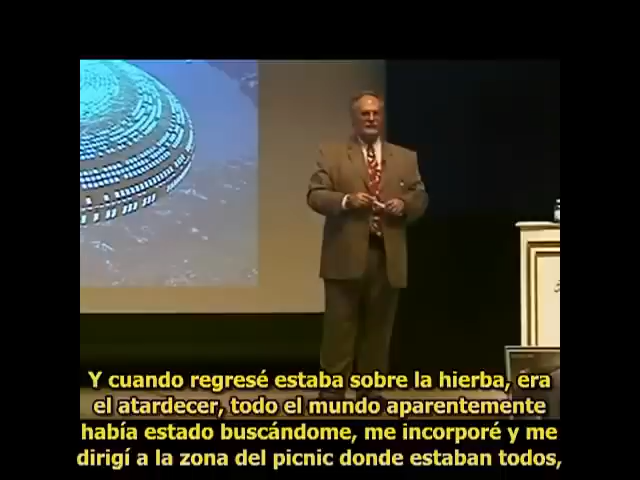 Y cuando regresé estaba sobre la hierba, era
el atardecer, todo el mundo aparentemente
había estado buscándome, me incorporé y me
dirigí a la zona del picnic donde estaban todos,